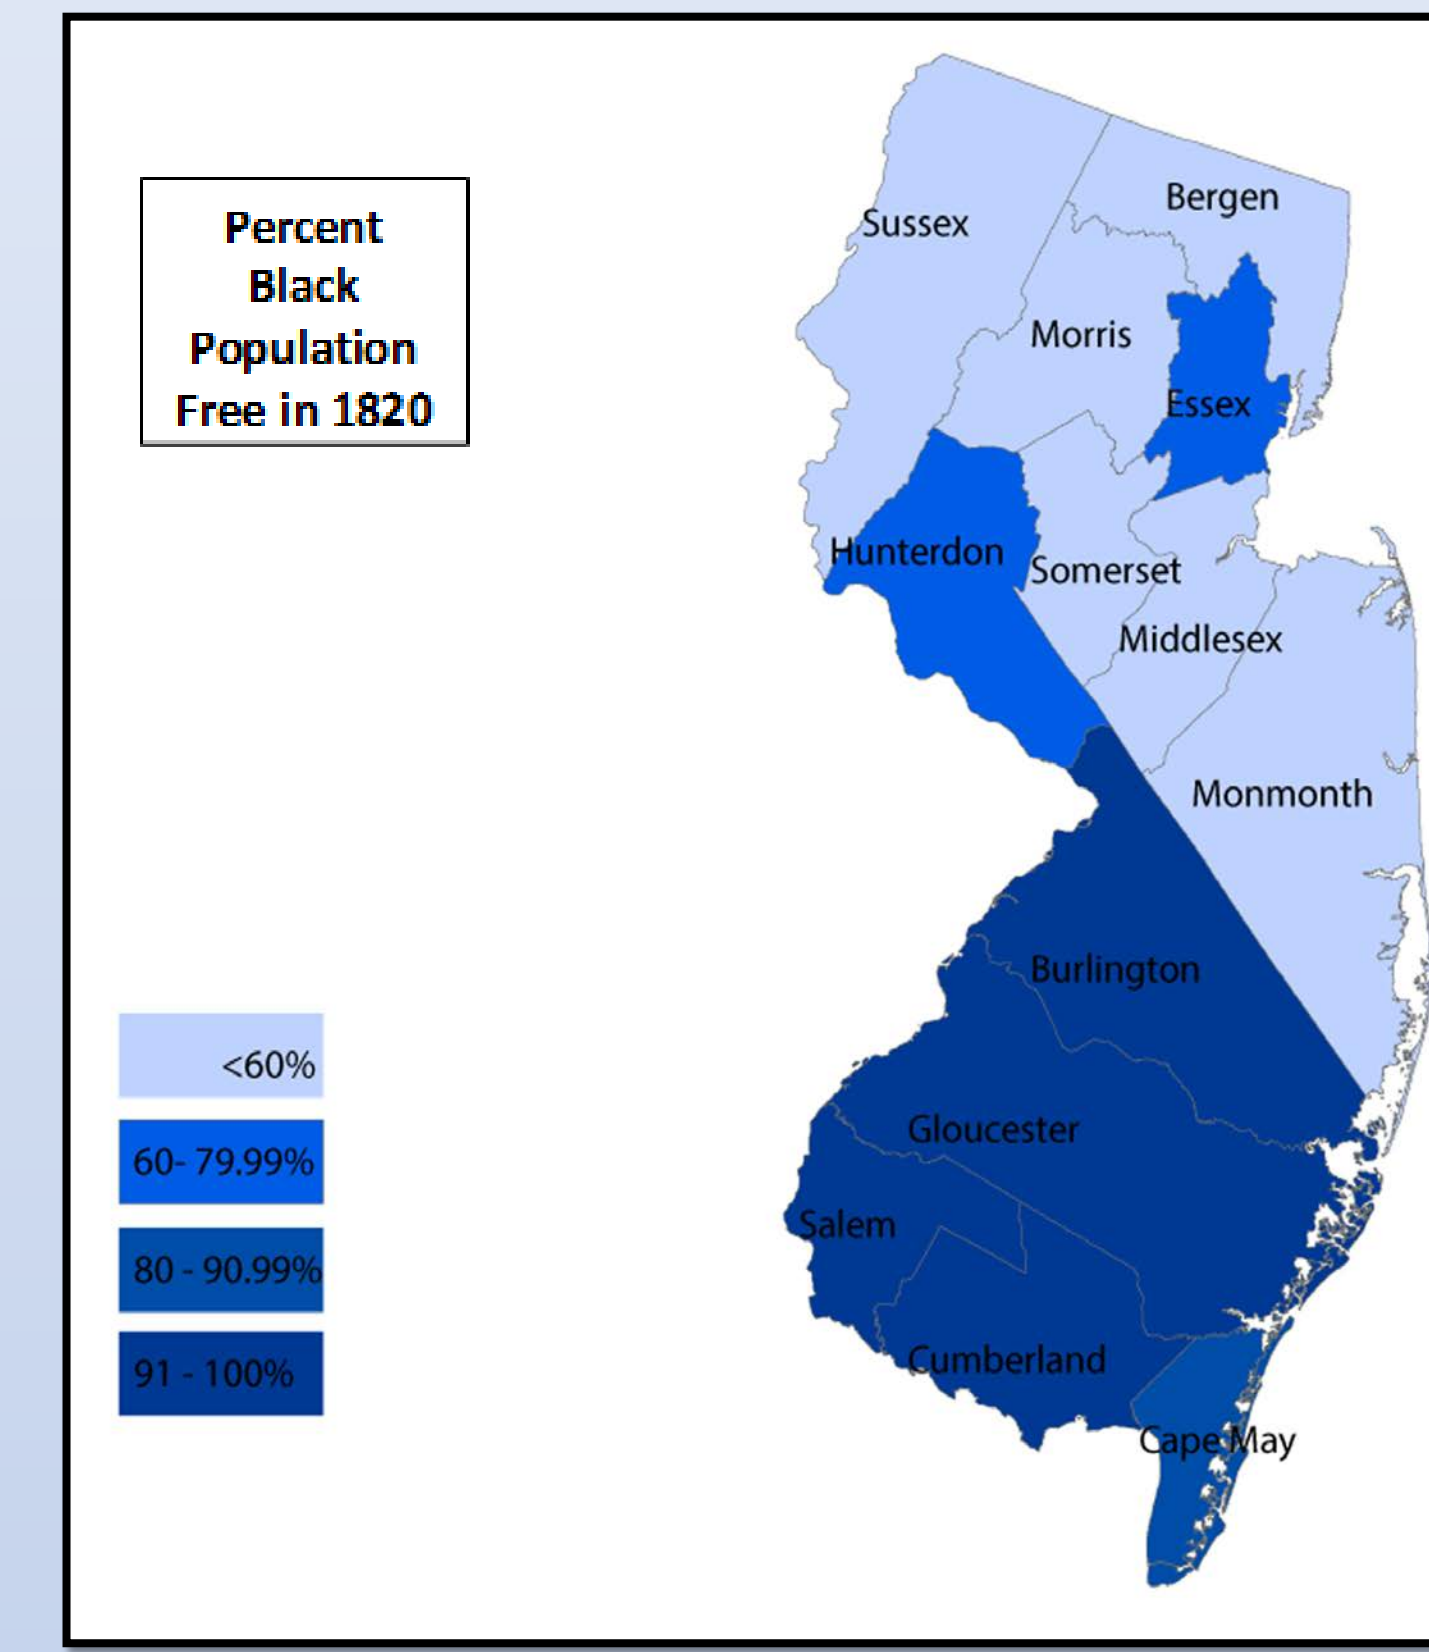 Percent
Black
Population
Free in 1820
Sussex
Bergen
Morris
Essex
Hunterdon
Somerset
Middlesex
Monmonth
Burlington
Gloucester
Salem
Cumberland
Cape May
<60%
60- 79.99%
80 - 90.99%
91 - 100%